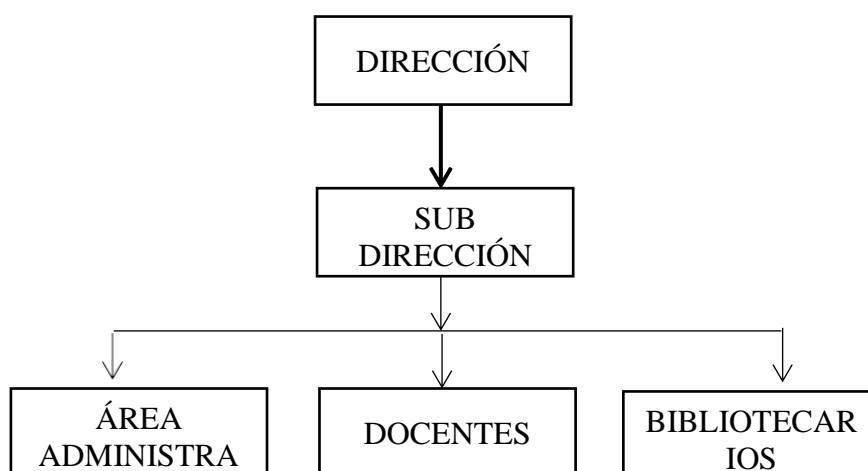 DIRECCIÓN
SUB
DIRECCIÓN
ÁREA
ADMINISTRA
DOCENTES
BIBLIOTECAR
IOS